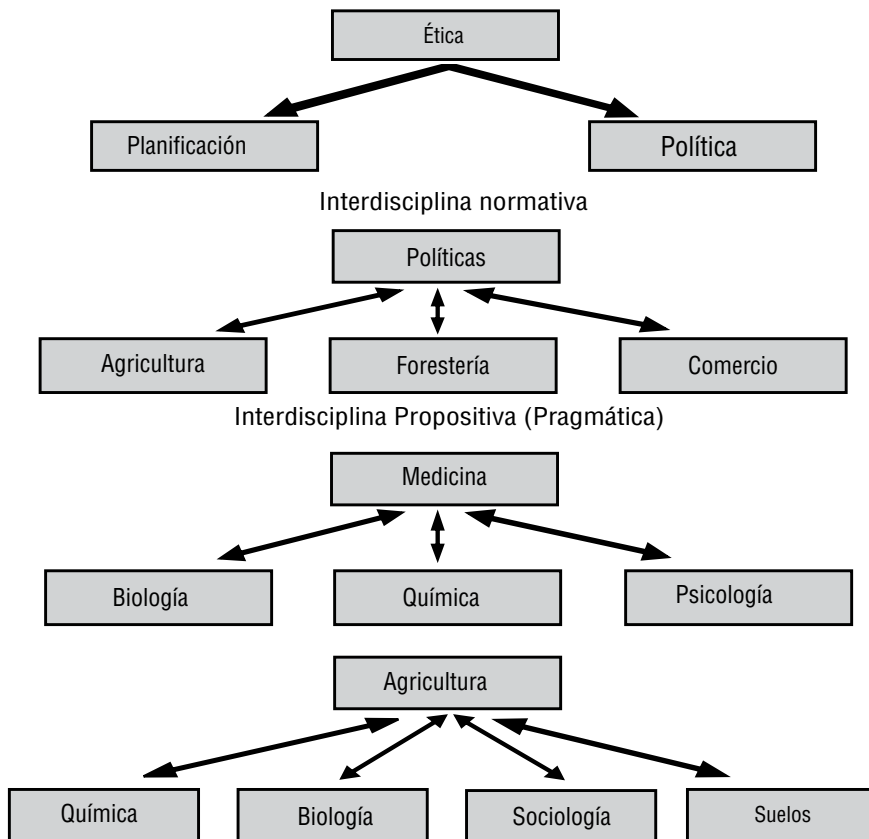 Ética
Planificación
Política
Interdisciplina normativa
Políticas
Agricultura
Forestería
Comercio
Interdisciplina Propositiva (Pragmática)
Medicina
Biología
Química
Psicología
Agricultura
Química
Biología
Sociología
Suelos